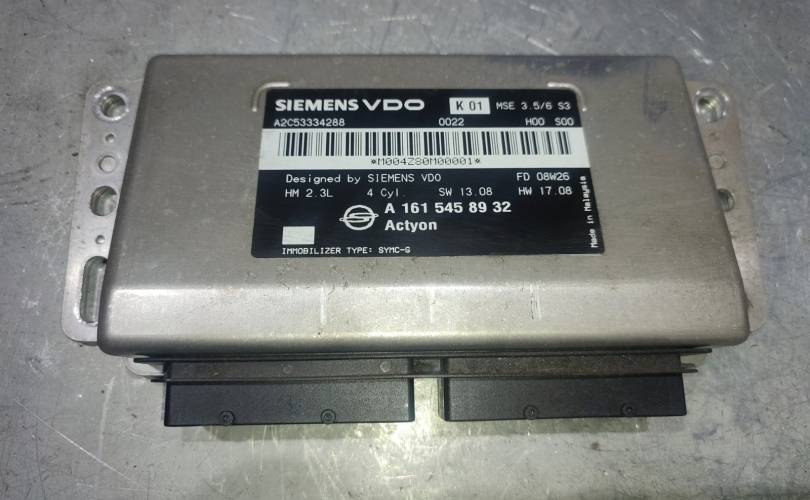 SIEMENS VDO K 01 MSE 3.5/6 S3
A2C53334288 0022 H00 S00
*M004Z80M00001*
Designed by SIEMENS VDO FD 08W26
HM 2.3L 4 Cyl. SW 13.08 HW 17.08
A 161 545 89 32
Actyon
IMMOBILIZER TYPE: SYMC-G
Made in Malaysia